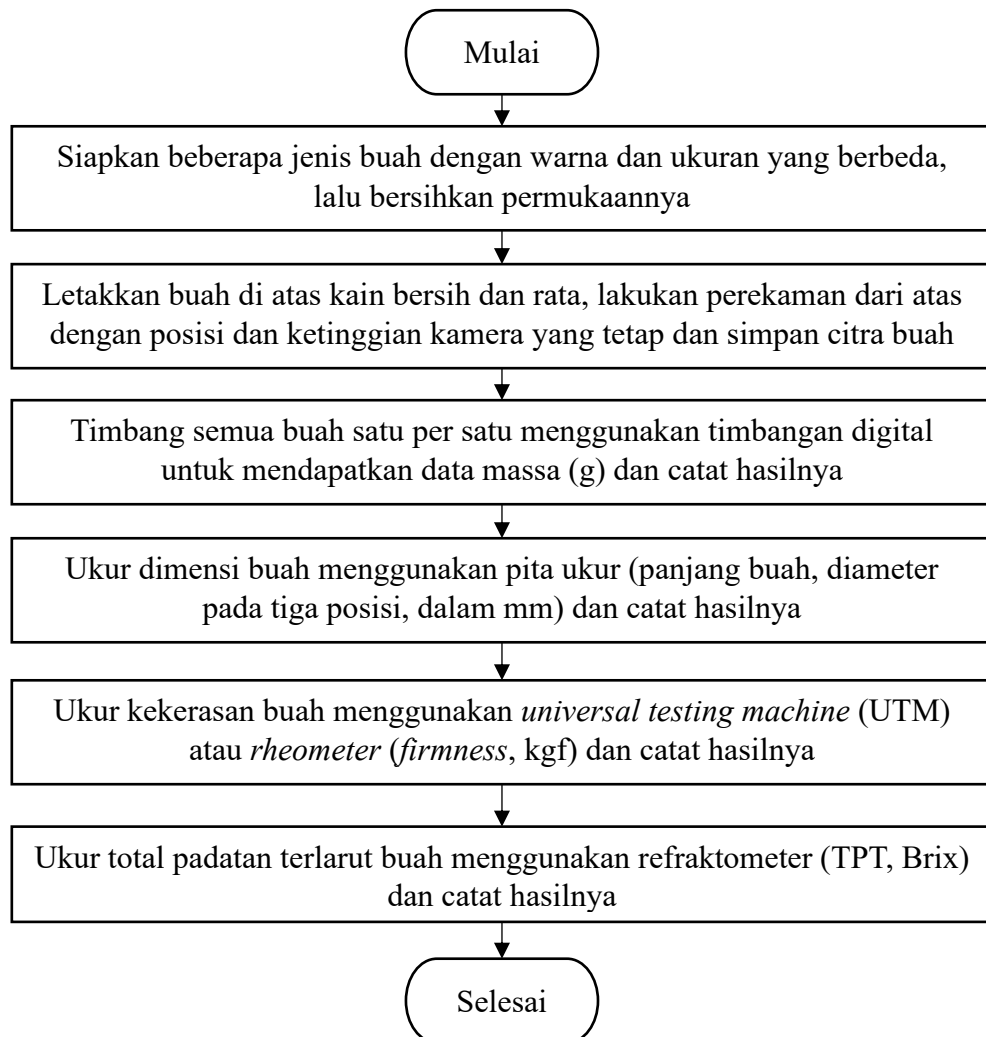 Mulai
Siapkan beberapa jenis buah dengan warna dan ukuran yang berbeda,
lalu bersihkan permukaannya
Letakkan buah di atas kain bersih dan rata, lakukan perekaman dari atas
dengan posisi dan ketinggian kamera yang tetap dan simpan citra buah
Timbang semua buah satu per satu menggunakan timbangan digital
untuk mendapatkan data massa (g) dan catat hasilnya
Ukur dimensi buah menggunakan pita ukur (panjang buah, diameter
pada tiga posisi, dalam mm) dan catat hasilnya
Ukur kekerasan buah menggunakan universal testing machine (UTM)
atau rheometer (firmness, kgf) dan catat hasilnya
Ukur total padatan terlarut buah menggunakan refraktometer (TPT, Brix)
dan catat hasilnya
Selesai